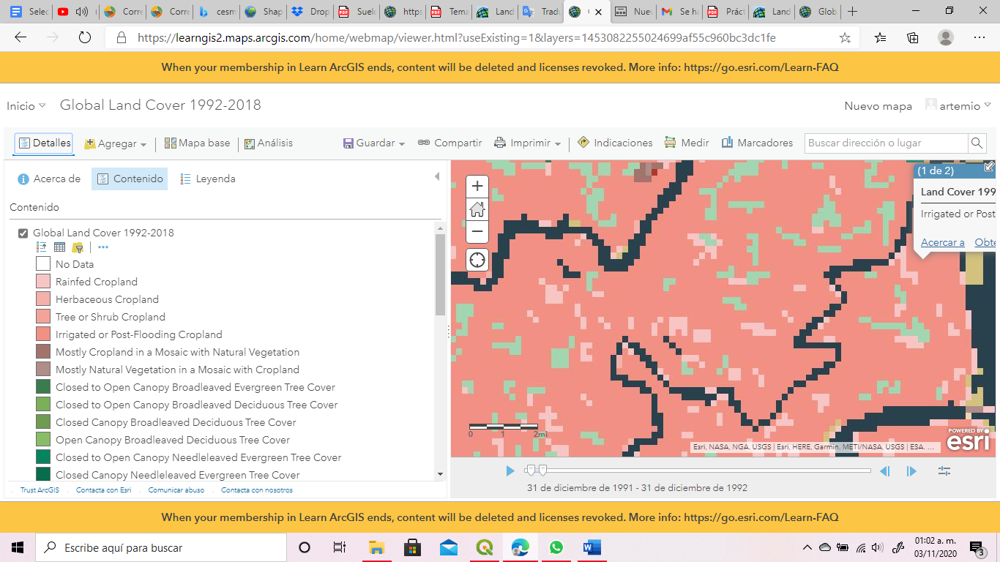 Selec
(
Corre
Corre
cesm
Shap
Drop
Suelo
https
Tema
Land
Tradu
Nuev
Se ha
Práct
Land
Glob
https://learngis2.maps.arcgis.com/home/webmap/viewer.html?useExisting=1&layers=1453082255024699af55c960bc3dc1fe
When your membership in Learn ArcGIS ends, content will be deleted and licenses revoked. More info: https://go.esri.com/Learn-FAQ
Inicio Global Land Cover 1992-2018 Nuevo mapa artemio
Detalles Agregar Mapa base Análisis Guardar Compartir Imprimir Indicaciones Medir Marcadores Buscar dirección o lugar
Acerca de Contenido Leyenda
Contenido
Global Land Cover 1992-2018
No Data
Rainfed Cropland
Herbaceous Cropland
Tree or Shrub Cropland
Irrigated or Post-Flooding Cropland
Mostly Cropland in a Mosaic with Natural Vegetation
Mostly Natural Vegetation in a Mosaic with Cropland
Closed to Open Canopy Broadleaved Evergreen Tree Cover
Closed to Open Canopy Broadleaved Deciduous Tree Cover
Closed Canopy Broadleaved Deciduous Tree Cover
Open Canopy Broadleaved Deciduous Tree Cover
Closed to Open Canopy Needleleaved Evergreen Tree Cover
Closed Canopy Needleleaved Evergreen Tree Cover
Trust ArcGIS . Contacta con Esri . Comunicar abuso . Contacta con nosotros
(1 de 2)
Land Cover 199
Irrigated or Post
Acercar a Obte
0 1 2mi
Esri, NASA, NGA, USGS | Esri, HERE, Garmin, METI/NASA, USGS | ESA. ...
POWERED BY
esri
31 de diciembre de 1991 - 31 de diciembre de 1992
When your membership in Learn ArcGIS ends, content will be deleted and licenses revoked. More info: https://go.esri.com/Learn-FAQ
Escribe aquí para buscar
01:02 a. m.
03/11/2020
3